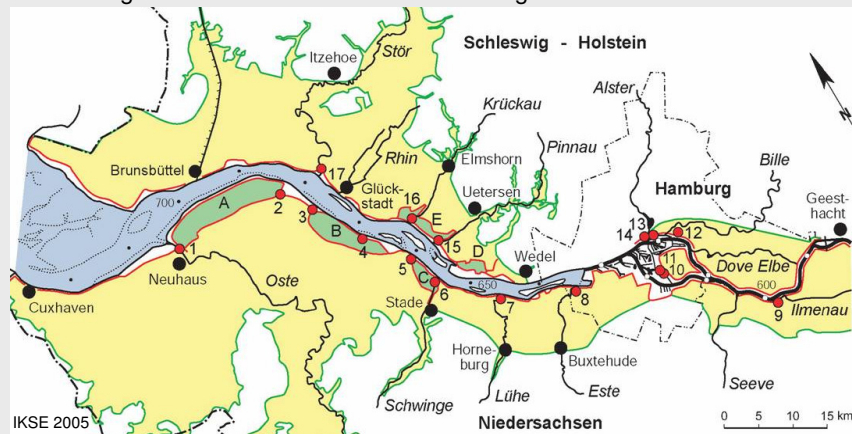 Schleswig - Holstein
Itzehoe
Stör
Krückau
Alster
N
Pinnau
Brunsbüttel
Rhin
Elmshorn
Bille
17
Glück-
stadt
Uetersen
Hamburg
Geest-
hacht
700
A
2
16
E
3
13
14
12
B
15
4
D
1
5
Wedel
11
10
Dove Elbe
Neuhaus
C
6
650
600
Oste
8
7
9
Ilmenau
Cuxhaven
Stade
Horne-
burg
Buxtehude
Seeve
Schwinge
Lühe
Este
IKSE 2005
Niedersachsen
0 5 10 15 km